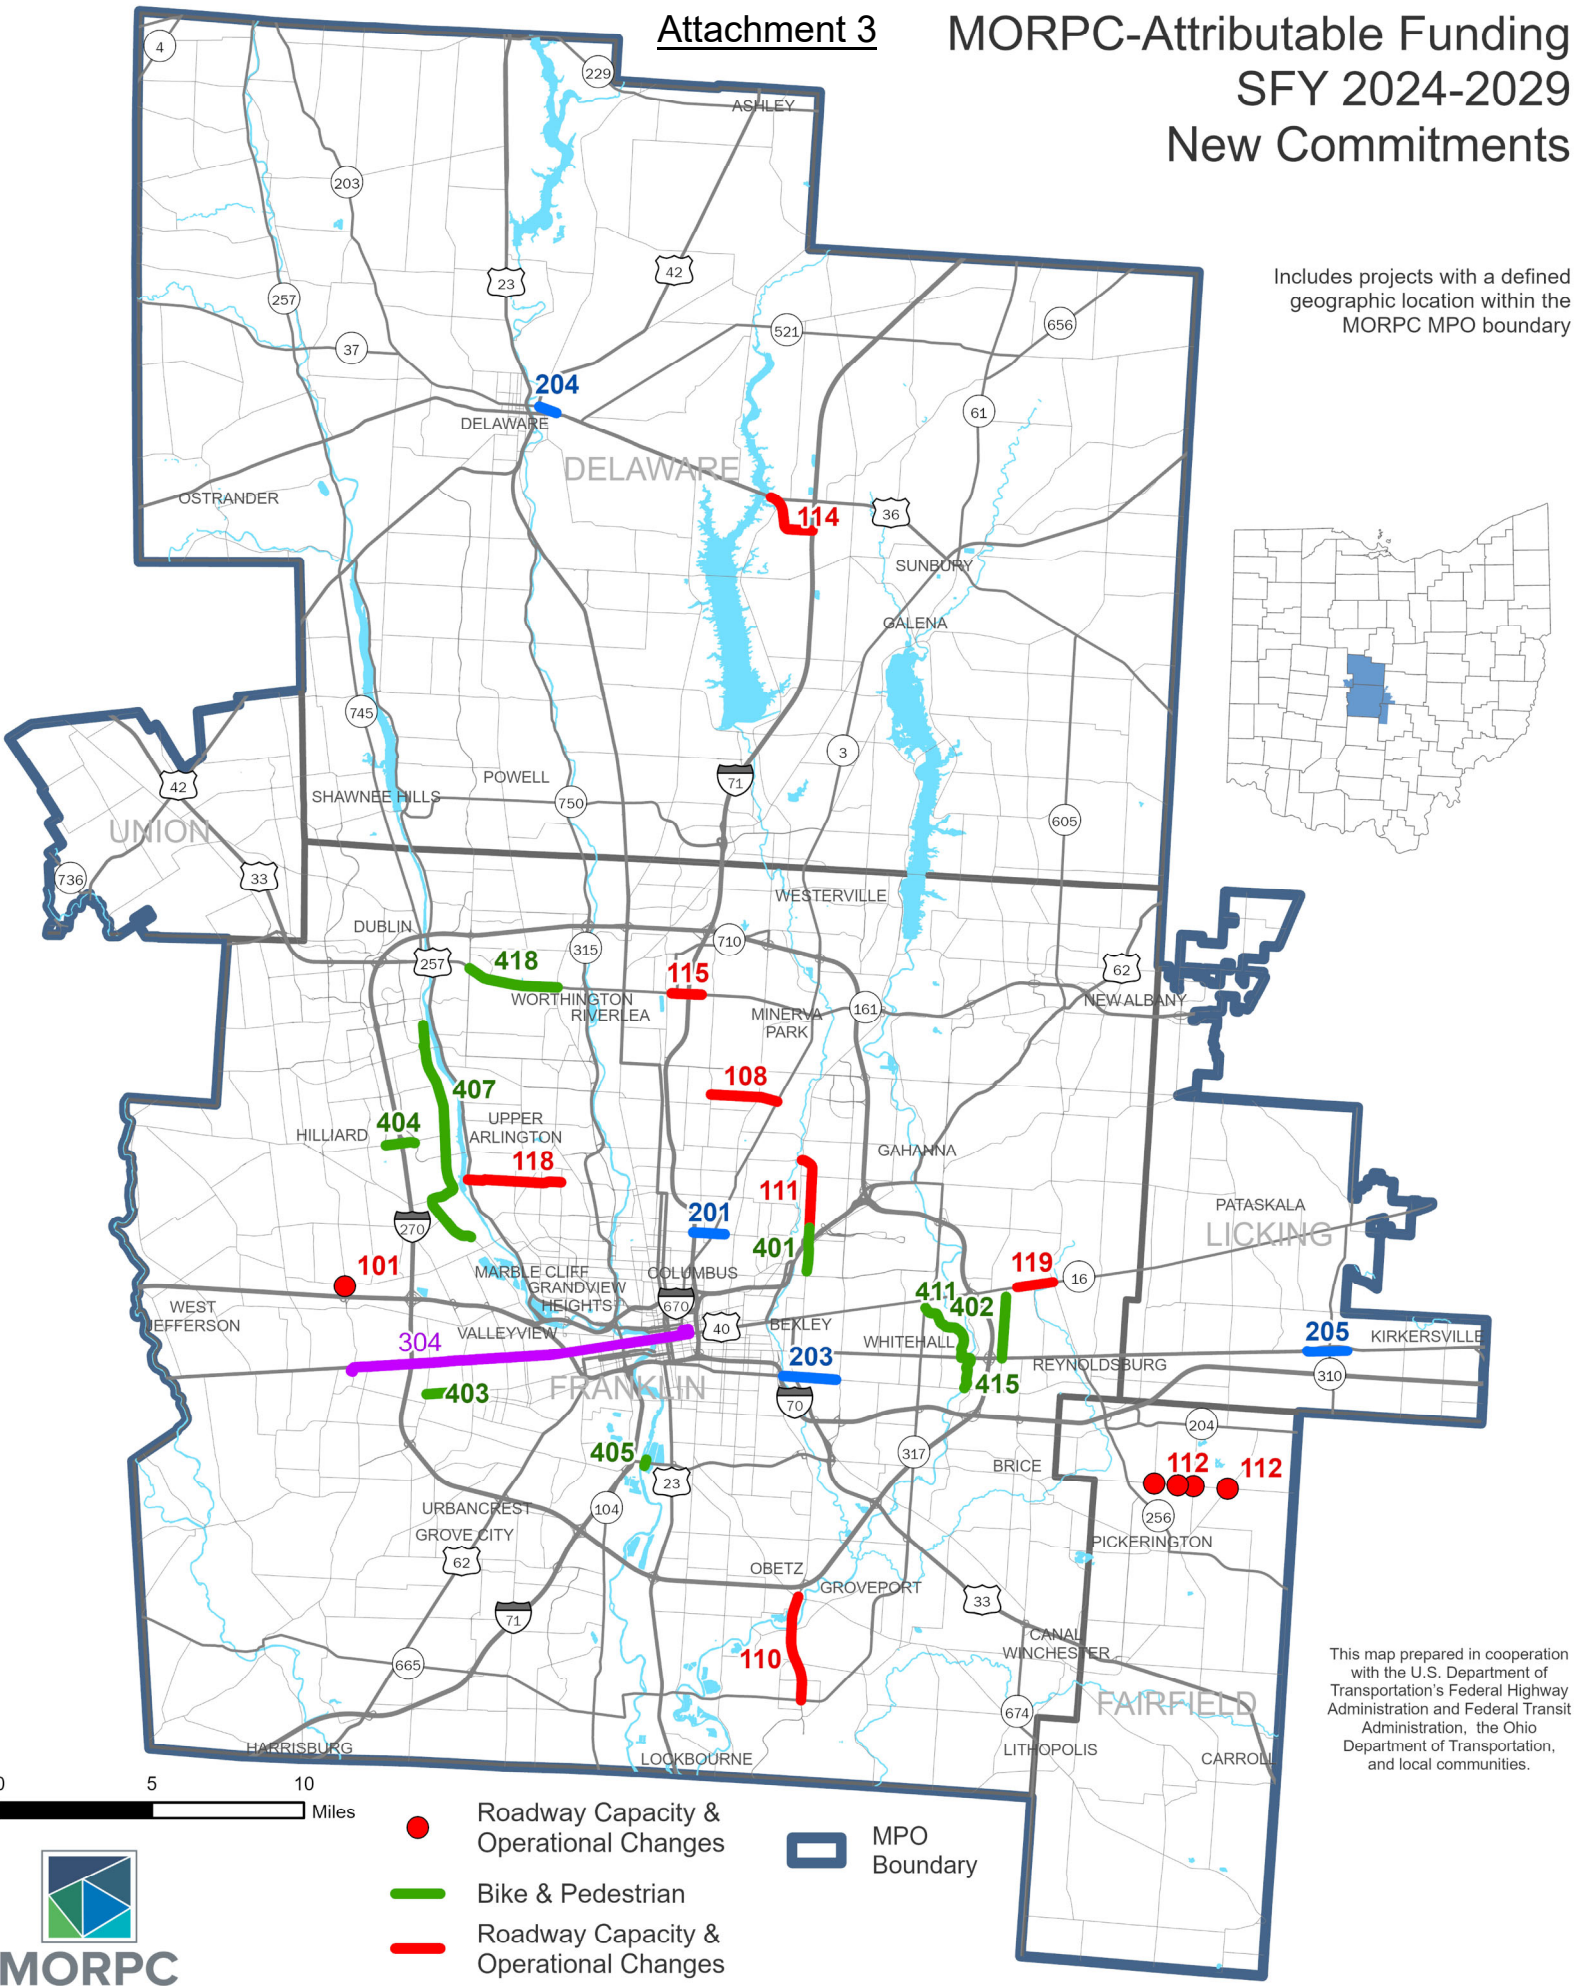 Attachment 3
MORPC-Attributable Funding
SFY 2024-2029
New Commitments
Includes projects with a defined
geographic location within the
MORPC MPO boundary
4
229
ASHLEY
203
23
42
257
521
656
37
204
61
DELAWARE
DELAWARE
OSTRANDER
114
36
SUNBURY
GALENA
745
3
42
71
POWELL
SHAWNEE HILLS
750
605
UNION
736
33
WESTERVILLE
DUBLIN
315
710
257
418
115
62
WORTHINGTON
RIVERLEA
161
NEW ALBANY
MINERVA
PARK
108
407
404
UPPER
ARLINGTON
HILLIARD
118
GAHANNA
111
PATASKALA
LICKING
201
270
401
101
119
16
MARBLE CLIFF
COLUMBUS
GRANDVIEW
HEIGHTS
411
402
WEST
JEFFERSON
670
40
BEXLEY
WHITEHALL
205
KIRKERSVILLE
304
VALLEYVIEW
203
REYNOLDSBURG
310
403
FRANKLIN
415
70
204
405
317
BRICE
112
112
23
URBANCREST
104
256
GROVE CITY
PICKERINGTON
62
OBETZ
GROVEPORT
33
71
CANAL
WINCHESTER
110
665
FAIRFIELD
674
HARRISBURG
LOCKBOURNE
LITHOPOLIS
CARROLL
This map prepared in cooperation
with the U.S. Department of
Transportation's Federal Highway
Administration and Federal Transit
Administration, the Ohio
Department of Transportation,
and local communities.
0
5
10
Miles
Roadway Capacity &
Operational Changes
MPO
Boundary
Bike & Pedestrian
Roadway Capacity &
Operational Changes
MORPC